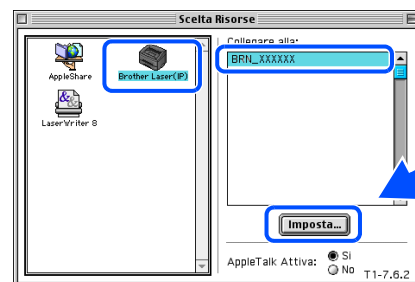 Scelta Risorse
AppleShare
Brother Laser(IP)
LaserWriter 8
Collegare alla:
BRN_XXXXXX
Imposta...
AppleTalk Attiva:
Si
No
T1-7.6.2